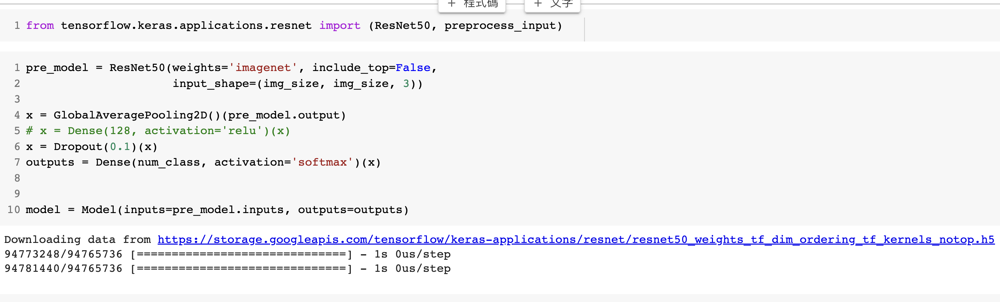 + 程式碼 + 文字
1 from tensorflow.keras.applications.resnet import (ResNet50, preprocess_input)
1 pre_model = ResNet50(weights='imagenet', include_top=False,
2                      input_shape=(img_size, img_size, 3))
3
4 x = GlobalAveragePooling2D()(pre_model.output)
5 # x = Dense(128, activation='relu')(x)
6 x = Dropout(0.1)(x)
7 outputs = Dense(num_class, activation='softmax')(x)
8
9
10 model = Model(inputs=pre_model.inputs, outputs=outputs)
Downloading data from https://storage.googleapis.com/tensorflow/keras-applications/resnet/resnet50_weights_tf_dim_ordering_tf_kernels_notop.h5
94773248/94765736 [==============================] - 1s 0us/step
94781440/94765736 [==============================] - 1s 0us/step